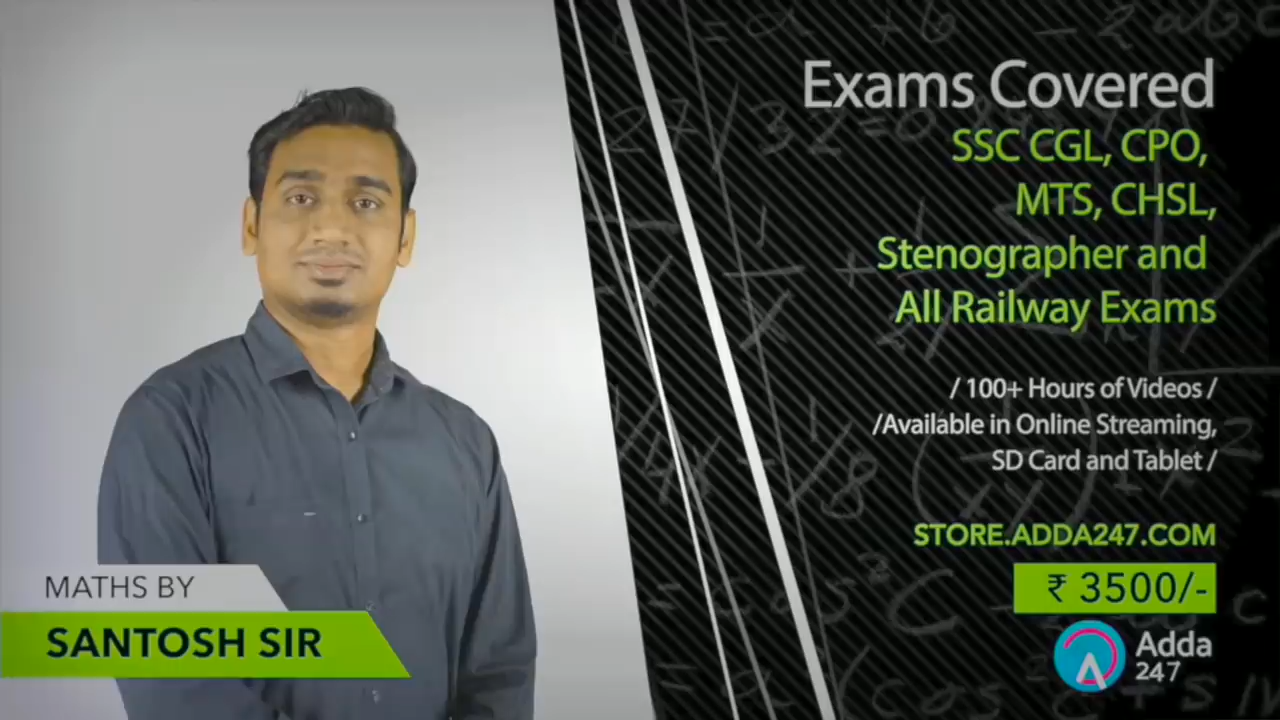 Exams Covered
SSC CGL, CPO,
MTS, CHSL,
Stenographer and
All Railway Exams
/ 100+ Hours of Videos /
/Available in Online Streaming,
SD Card and Tablet /
STORE.ADDA247.COM
₹ 3500/-
Adda
247
MATHS BY
SANTOSH SIR